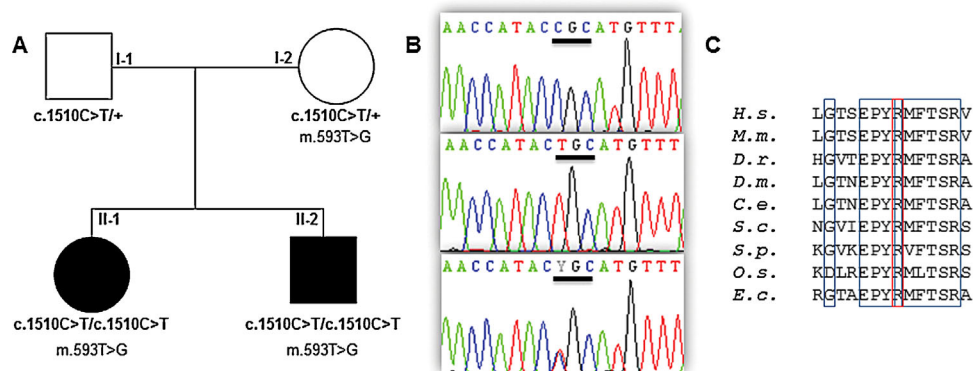 A
I-1
I-2
c.1510C>T/+
c.1510C>T/+
m.593T>G
II-1
II-2
c.1510C>T/c.1510C>T
c.1510C>T/c.1510C>T
m.593T>G
m.593T>G
B
AACCATACCGCATGTTTA
AACCATACTGCATGTTT
AACCATACYGCATGTTT
C
H.s. LGTSEPYRMFTSRV
M.m. LGTSEPYRMFTSRV
D.r. HGVTEPYRMFTSRA
D.m. LGTNEPYRMFTSRA
C.e. LGTNEPYRMFTSRA
S.c. NGVIEPYRMFTSRS
S.p. KGVKEPYRVFTSRS
O.s. KDLREPYRMLTSRS
E.c. RGTAEPYRMFTSRA